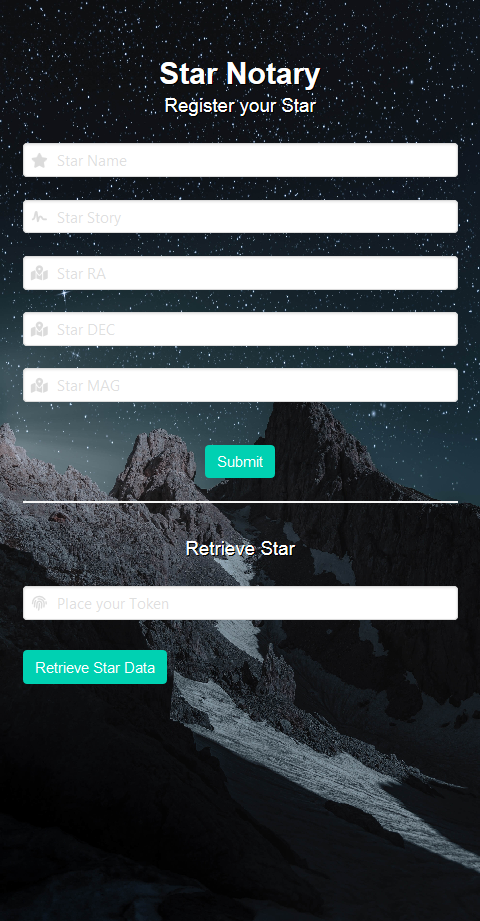 Star Notary
Register your Star
Star Name
Star Story
Star RA
Star DEC
Star MAG
Submit
Retrieve Star
Place your Token
Retrieve Star Data